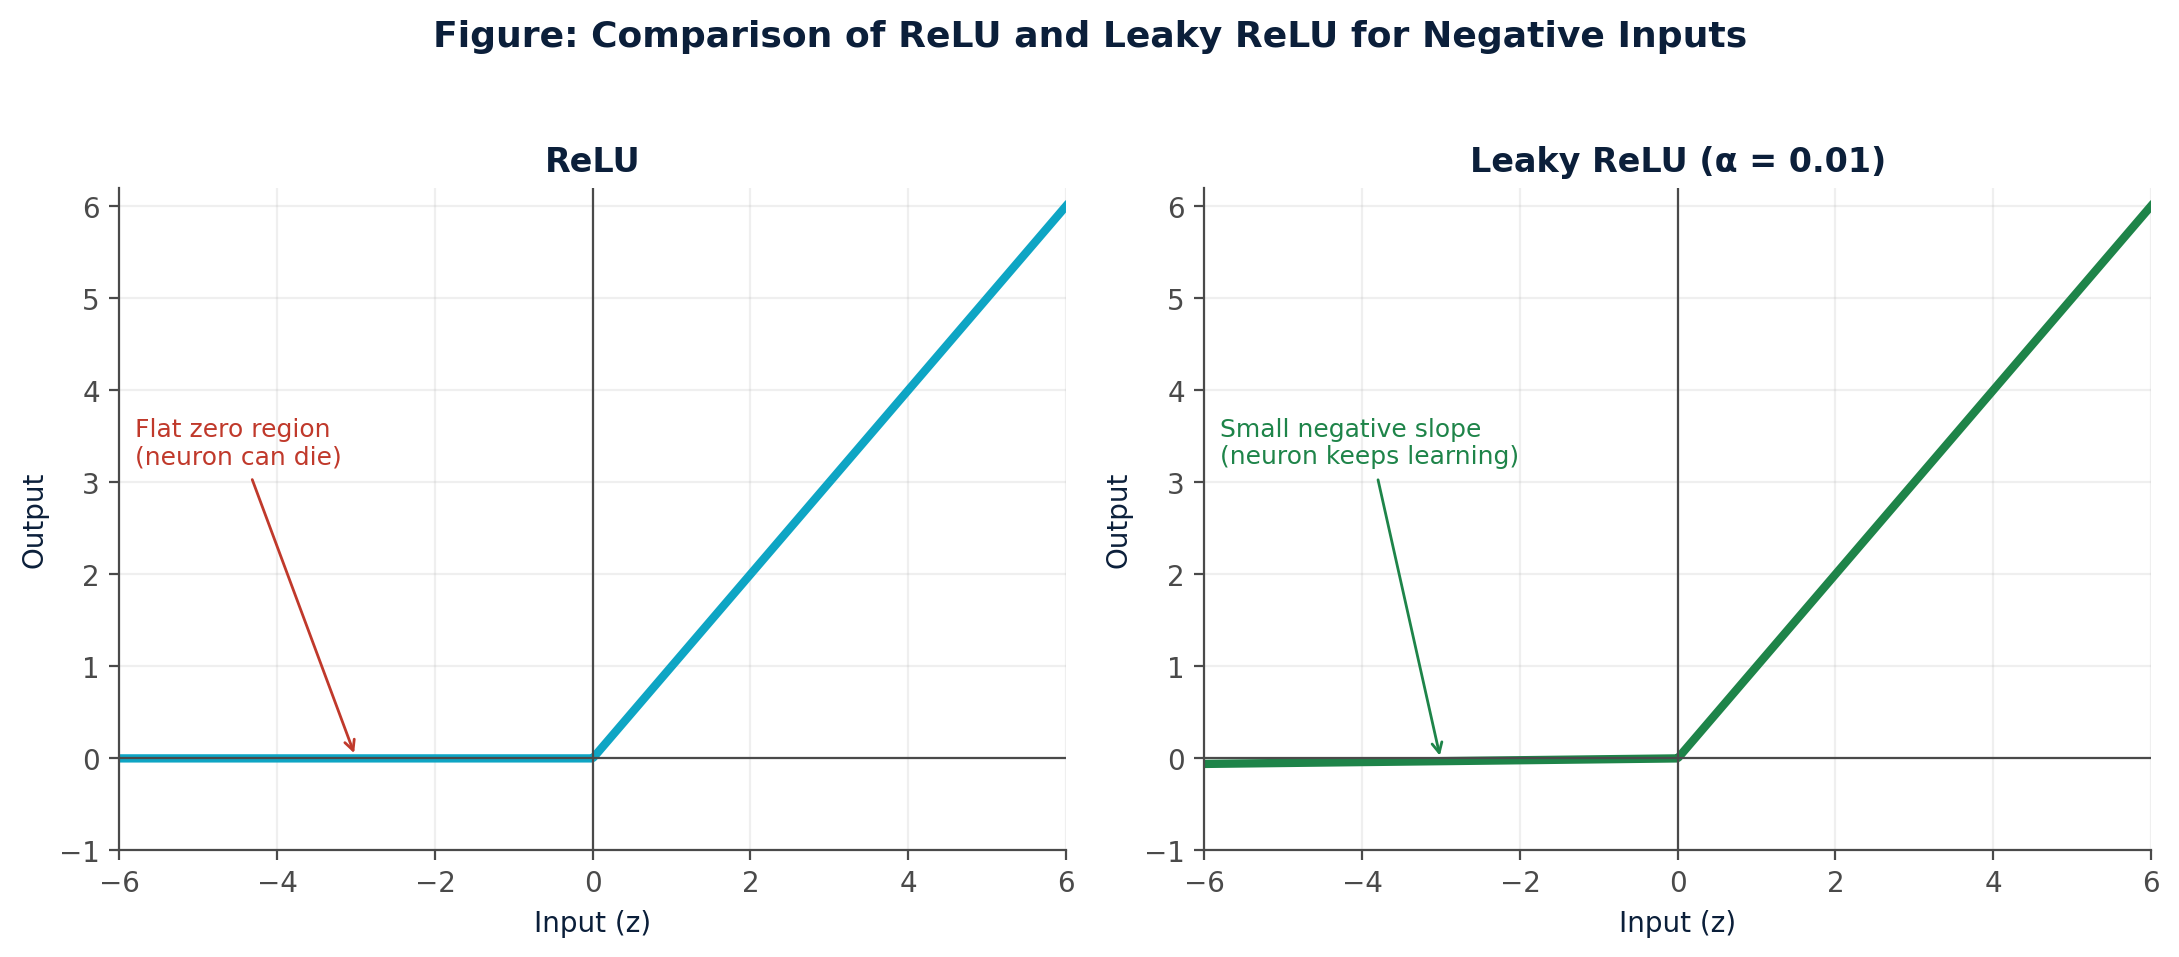 Figure: Comparison of ReLU and Leaky ReLU for Negative Inputs
ReLU
6
5
4
3
2
1
0
−1
Output
Flat zero region
(neuron can die)
−6
−4
−2
0
2
4
6
Input (z)
Leaky ReLU (α = 0.01)
6
5
4
3
2
1
0
−1
Output
Small negative slope
(neuron keeps learning)
−6
−4
−2
0
2
4
6
Input (z)